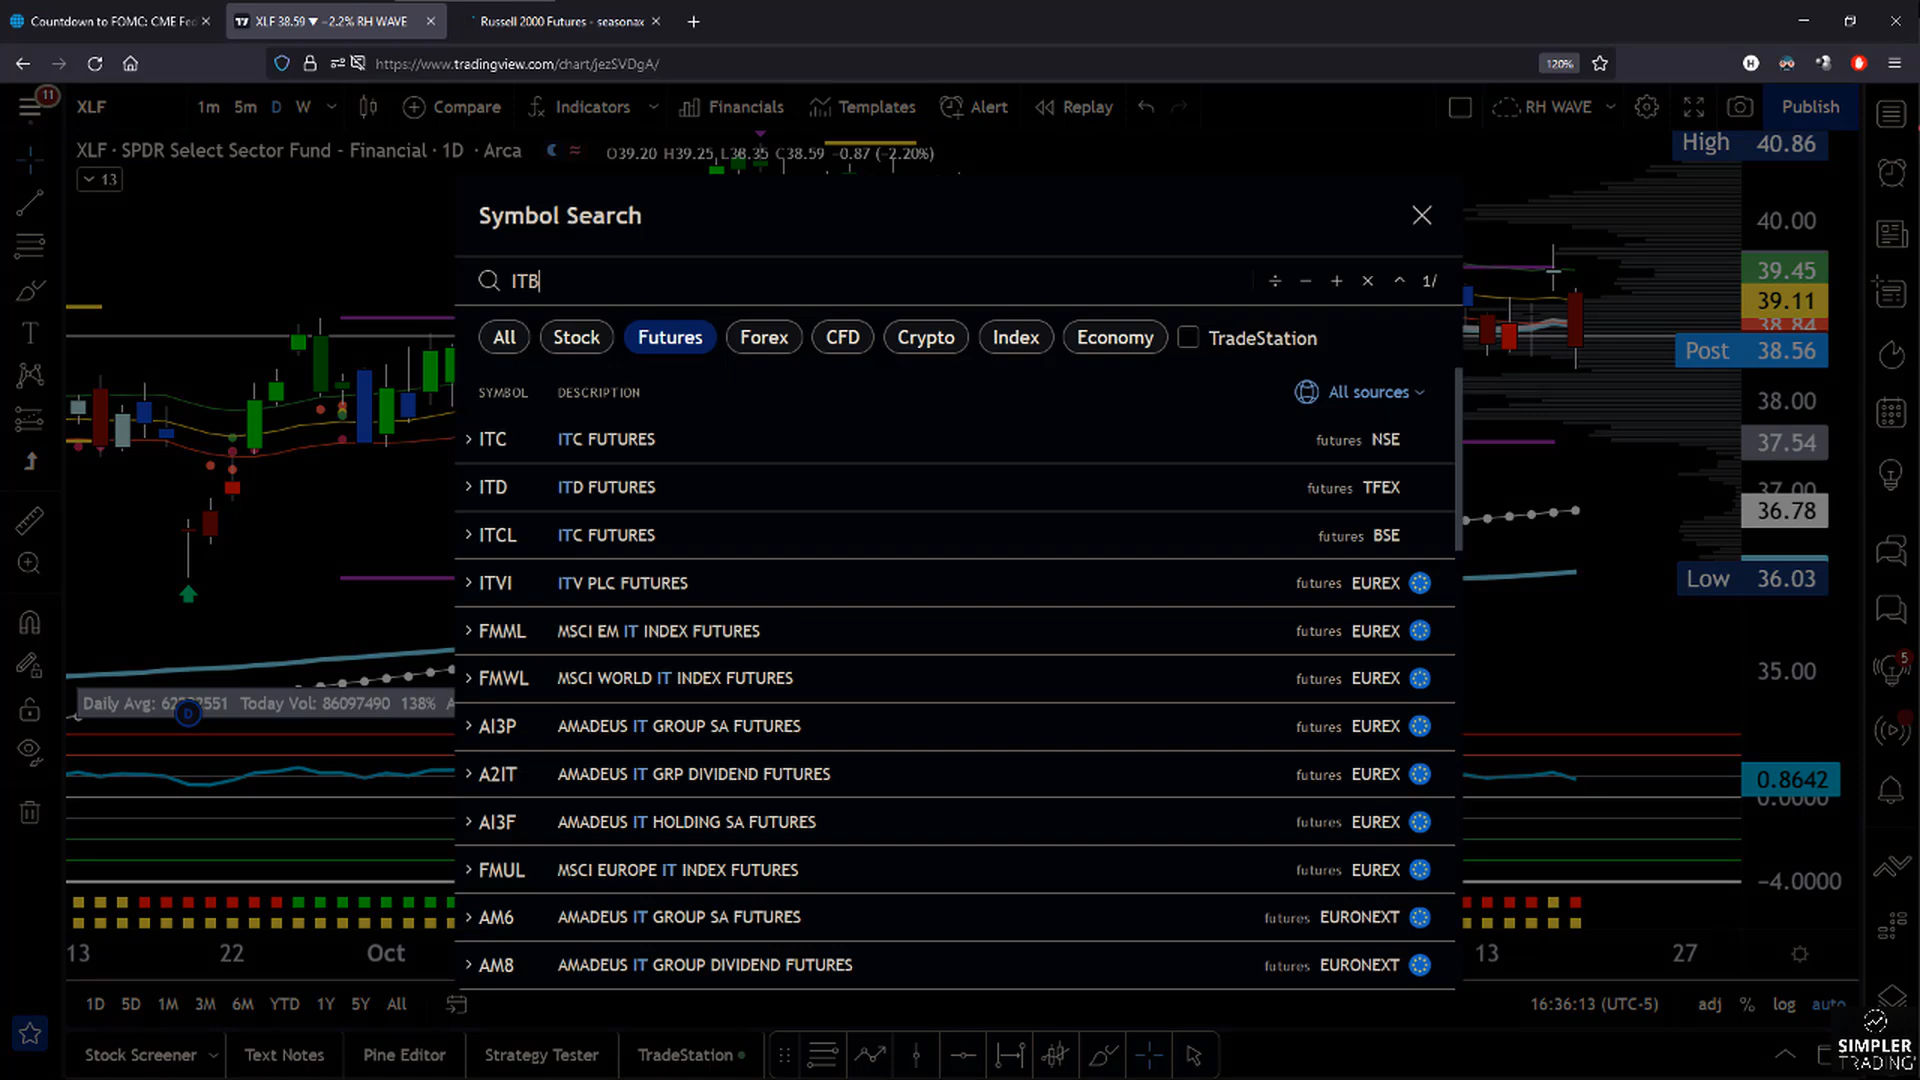 Countdown to FOMC: CME Fed
XLF 38.59 ▼ −2.2% RH WAVE
Russell 2000 Futures - seasonax
https://www.tradingview.com/chart/jezSVDgA/
120%
11
XLF
1m 5m D W
Compare
Indicators
Financials
Templates
Alert
Replay
RH WAVE
Publish
XLF · SPDR Select Sector Fund - Financial · 1D · Arca
O39.20 H39.25 L38.35 C38.59 −0.87 (−2.20%)
13
High 40.86
40.00
39.45
39.11
38.84
Post 38.56
38.00
37.54
37.00
36.78
Low 36.03
35.00
0.8642
0.0000
−4.0000
Symbol Search
ITB
÷ − + × 1/
All Stock Futures Forex CFD Crypto Index Economy TradeStation
SYMBOL DESCRIPTION All sources
ITC ITC FUTURES futures NSE
ITD ITD FUTURES futures TFEX
ITCL ITC FUTURES futures BSE
ITVI ITV PLC FUTURES futures EUREX
FMML MSCI EM IT INDEX FUTURES futures EUREX
FMWL MSCI WORLD IT INDEX FUTURES futures EUREX
AI3P AMADEUS IT GROUP SA FUTURES futures EUREX
A2IT AMADEUS IT GRP DIVIDEND FUTURES futures EUREX
AI3F AMADEUS IT HOLDING SA FUTURES futures EUREX
FMUL MSCI EUROPE IT INDEX FUTURES futures EUREX
AM6 AMADEUS IT GROUP SA FUTURES futures EURONEXT
AM8 AMADEUS IT GROUP DIVIDEND FUTURES futures EURONEXT
Daily Avg: Today Vol: 86097490 138%
D
5
13 22 Oct 13 27
1D 5D 1M 3M 6M YTD 1Y 5Y All
16:36:13 (UTC-5) adj % log auto
Stock Screener Text Notes Pine Editor Strategy Tester TradeStation
SIMPLER
TRADING